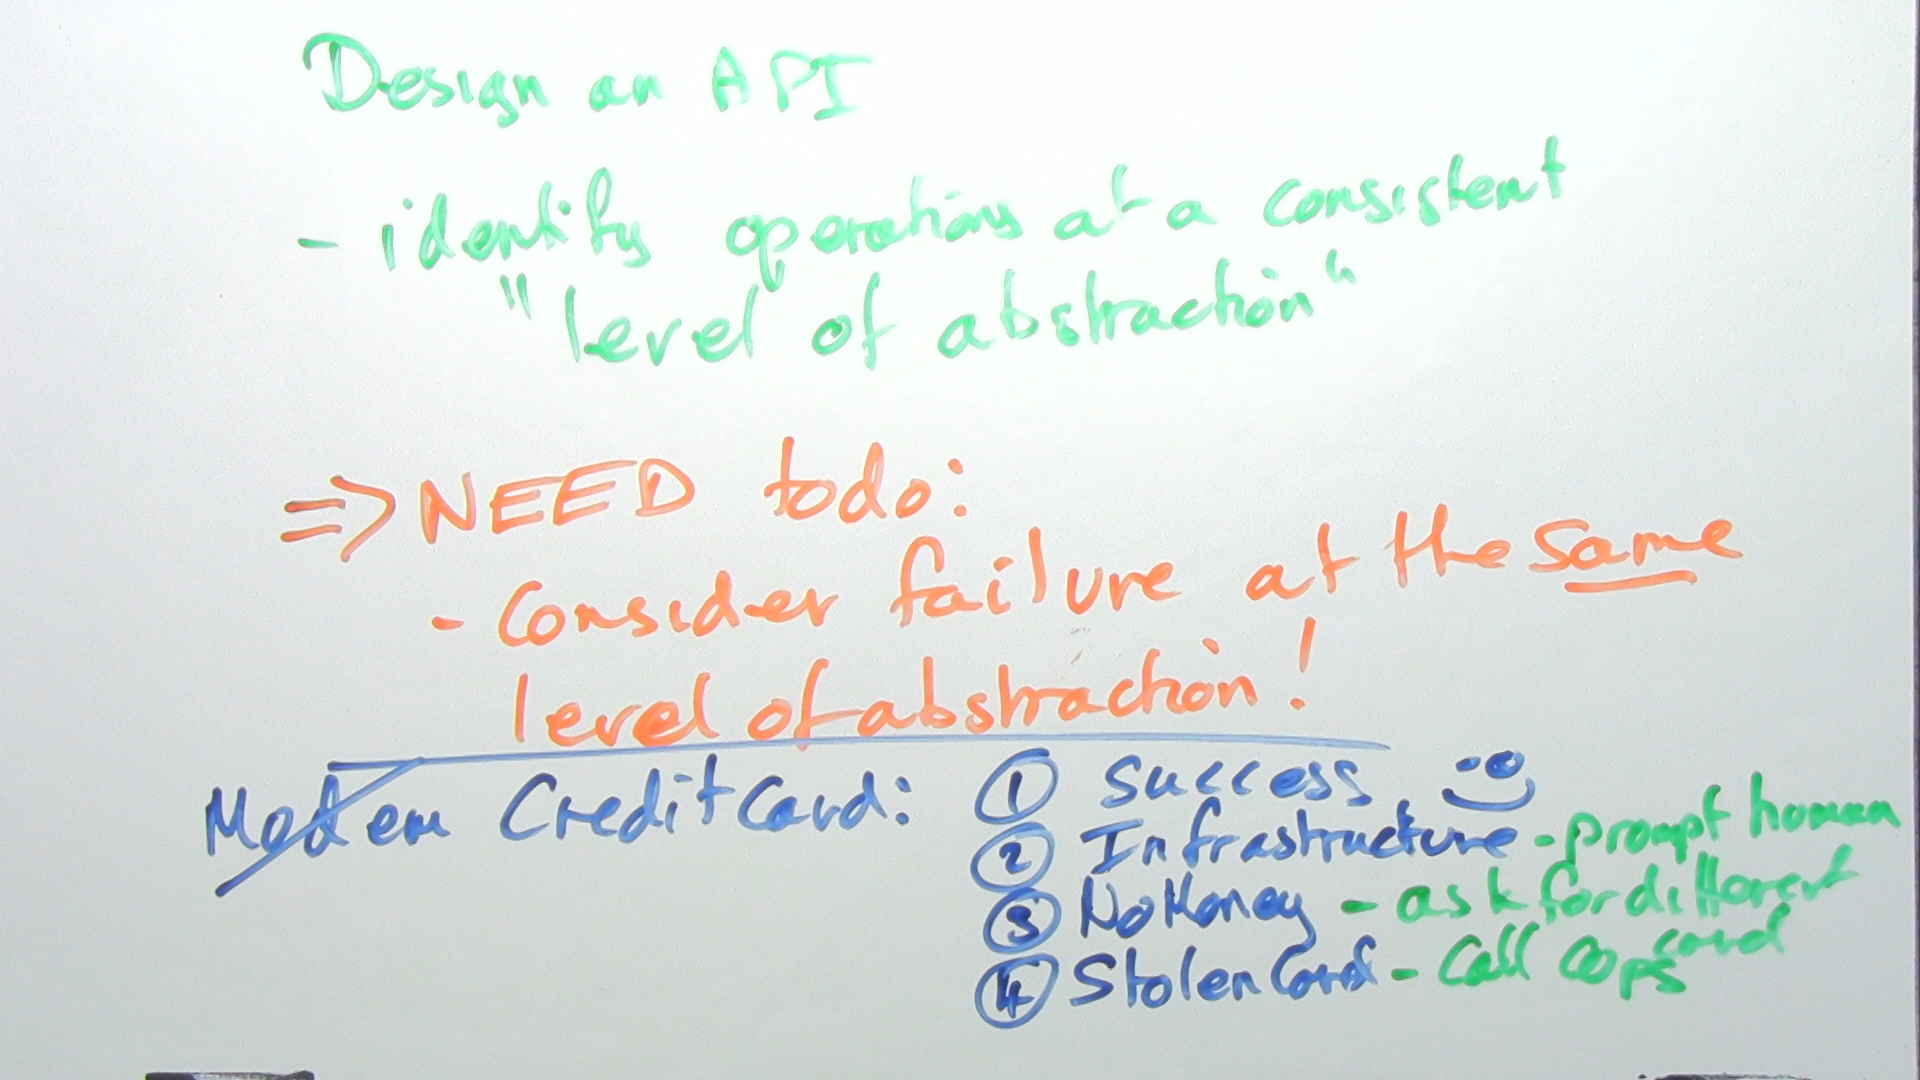 Design an API
- identify operations at a consistent
"level of abstraction"
=> NEED todo:
- Consider failure at the same
level of abstraction!
Modem CreditCard: ① Success
② Infrastructure - prompt human
③ NoMoney - ask for different
card
④ StolenCard - Call Cops